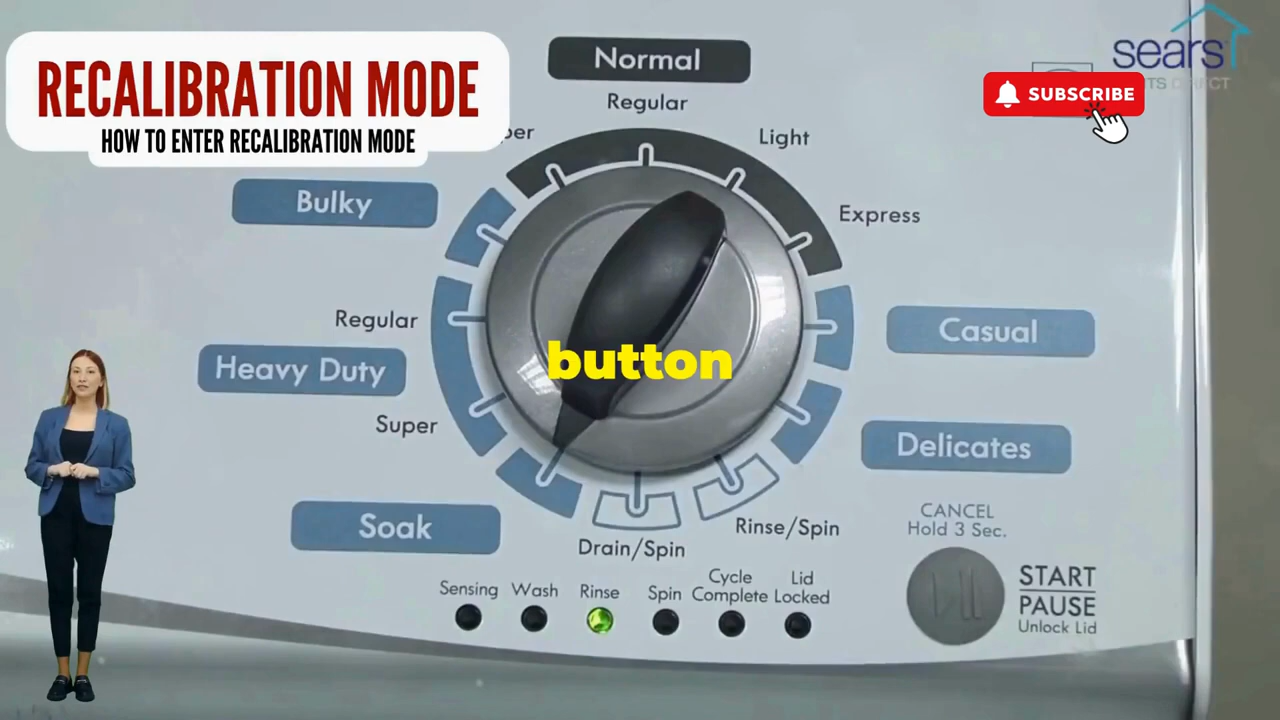 RECALIBRATION MODE
HOW TO ENTER RECALIBRATION MODE
sears
SUBSCRIBE
Normal
Regular
Light
Express
Bulky
Regular
Heavy Duty
Super
Soak
Casual
Delicates
Rinse/Spin
Drain/Spin
button
CANCEL
Hold 3 Sec.
START
PAUSE
Unlock Lid
Sensing
Wash
Rinse
Spin
Cycle
Complete
Lid
Locked